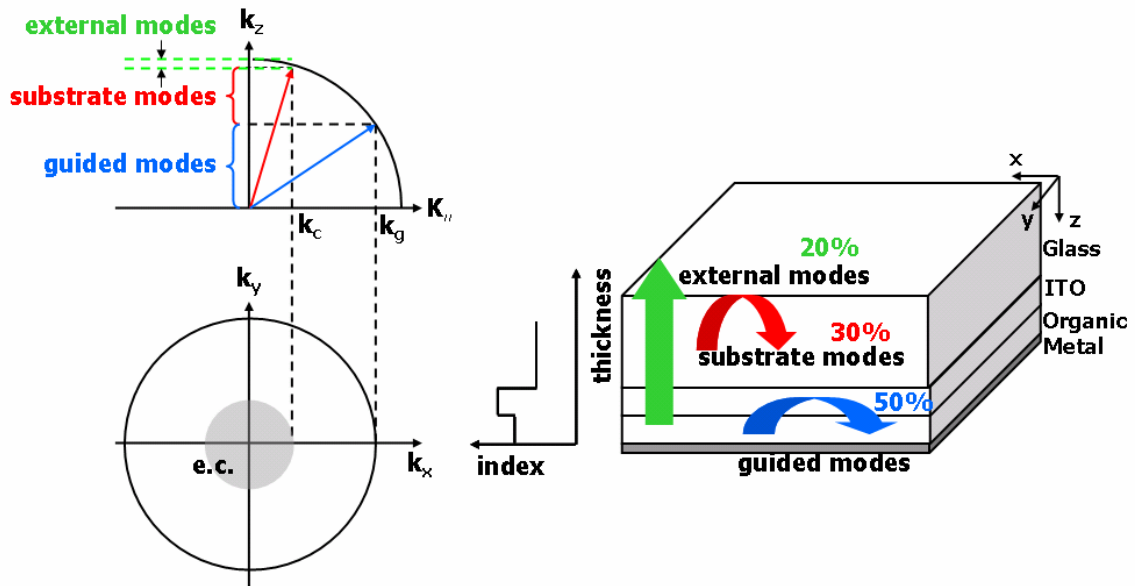 external modes
k_z
substrate modes
guided modes
K_//
k_c
k_g
k_y
e.c.
k_x
thickness
index
x
y
z
20%
external modes
30%
substrate modes
50%
guided modes
Glass
ITO
Organic
Metal